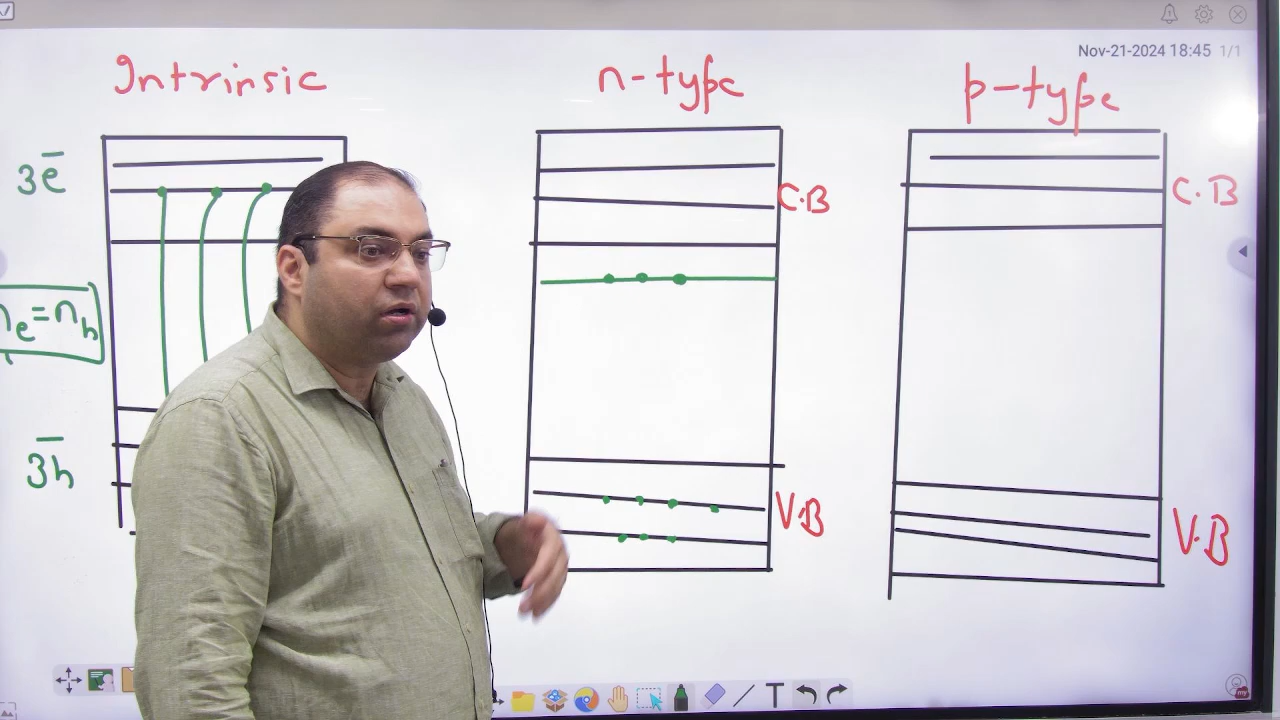 Nov-21-2024 18:45 1/1
Intrinsic
n-type
p-type
3e̅
C.B
C.B
ne=nh
3h̅
V.B
V.B
T